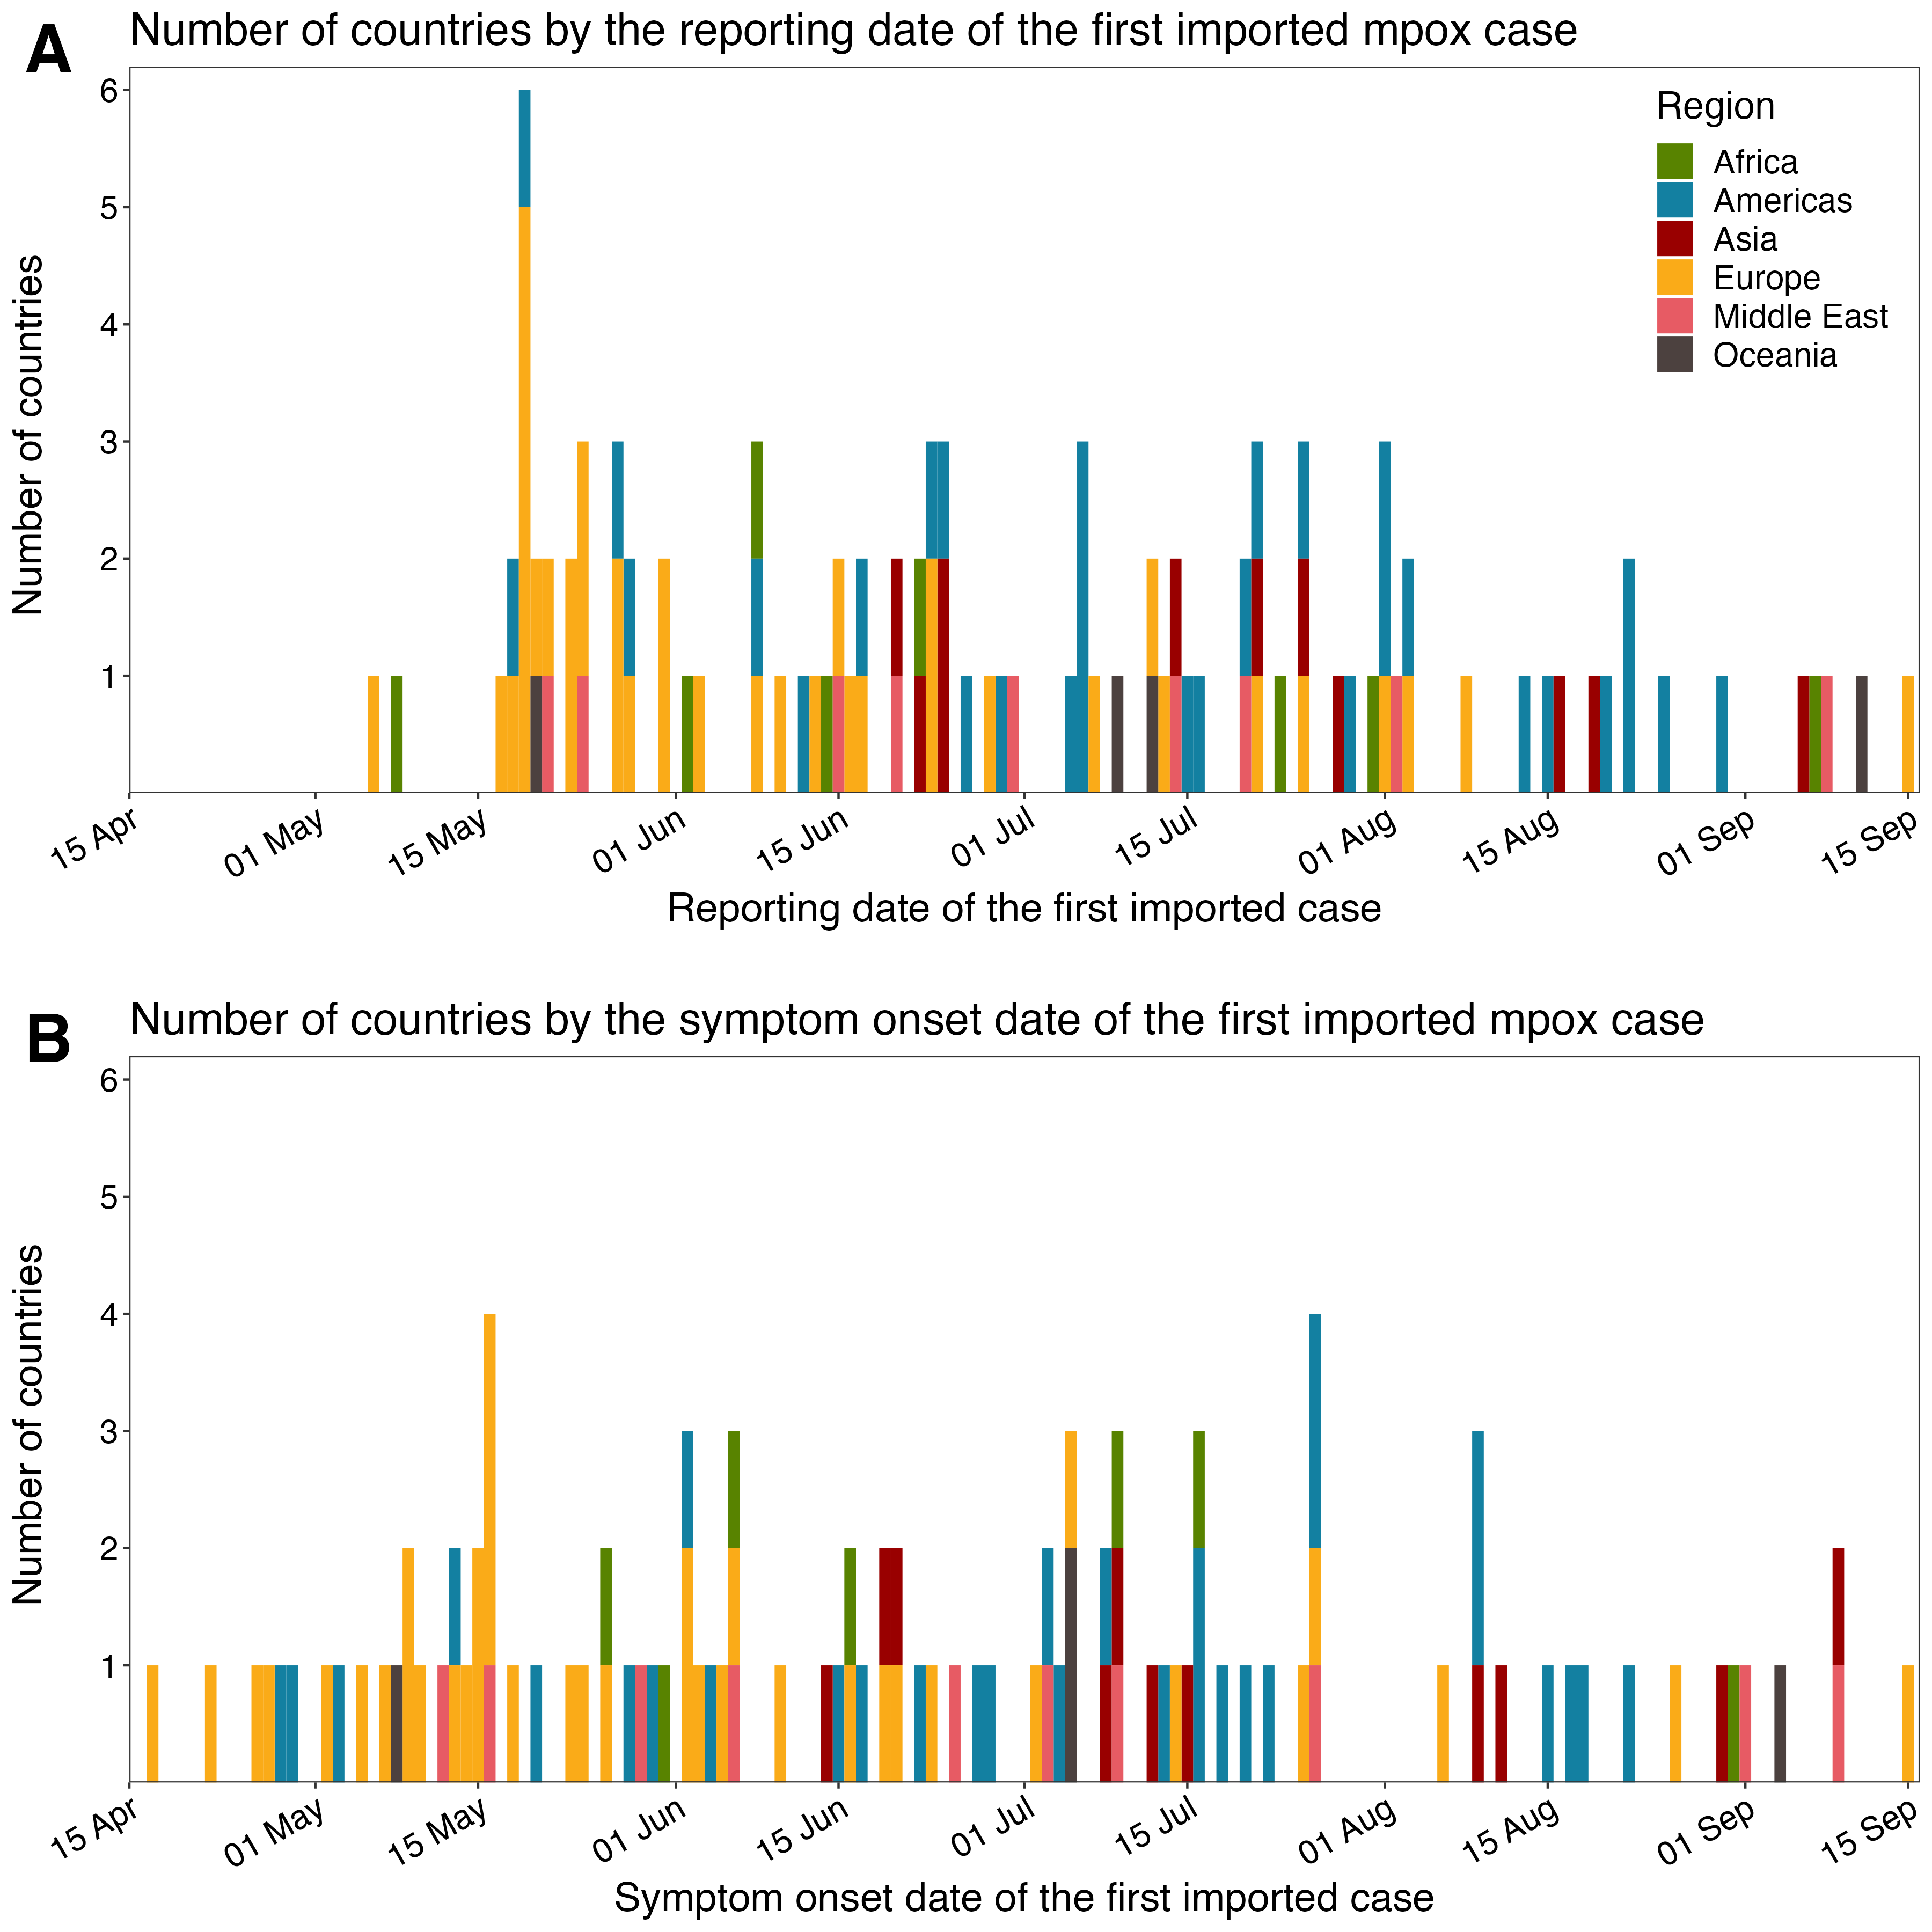 A
Number of countries by the reporting date of the first imported mpox case
Number of countries
6
5
4
3
2
1
Region
Africa
Americas
Asia
Europe
Middle East
Oceania
15 Apr
01 May
15 May
01 Jun
15 Jun
01 Jul
15 Jul
01 Aug
15 Aug
01 Sep
15 Sep
Reporting date of the first imported case
B
Number of countries by the symptom onset date of the first imported mpox case
Number of countries
6
5
4
3
2
1
15 Apr
01 May
15 May
01 Jun
15 Jun
01 Jul
15 Jul
01 Aug
15 Aug
01 Sep
15 Sep
Symptom onset date of the first imported case